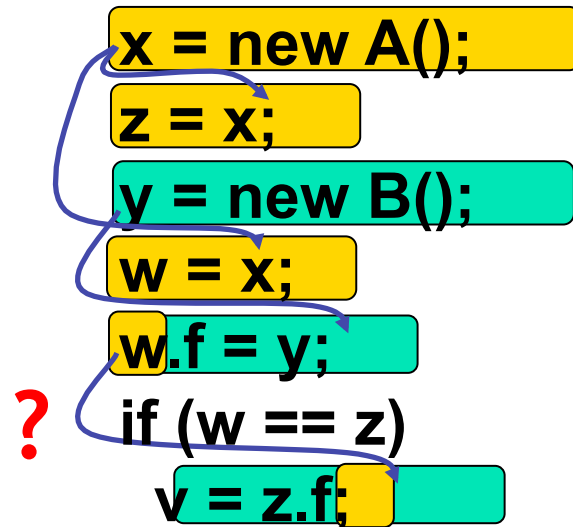 x = new A();
z = x;
y = new B();
w = x;
w.f = y;
? if (w == z)
v = z.f;